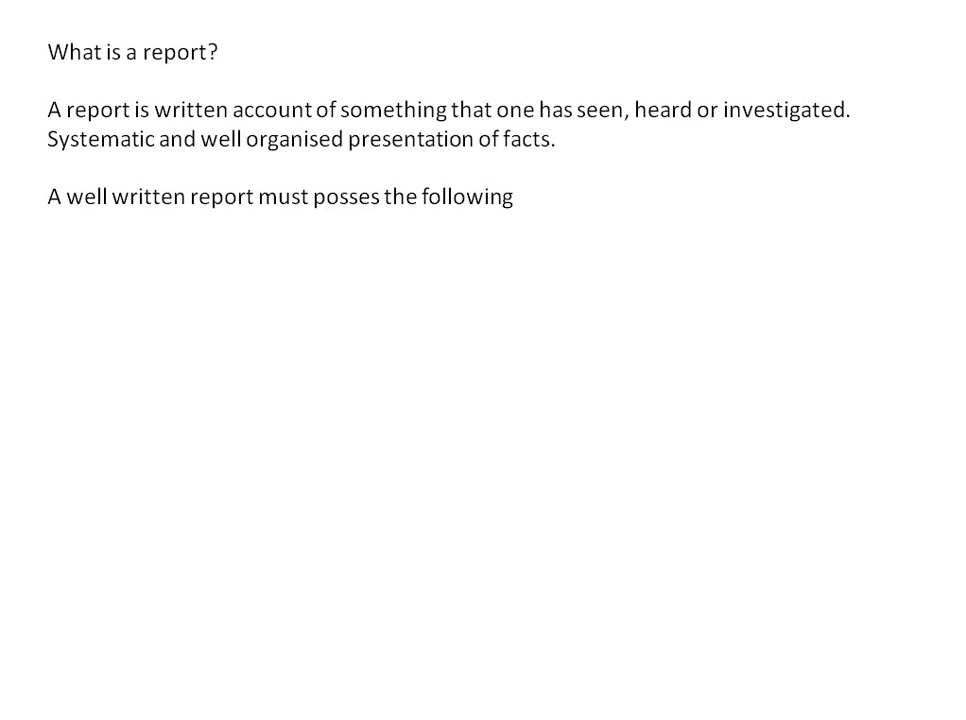 What is a report?
A report is written account of something that one has seen, heard or investigated.
Systematic and well organised presentation of facts.
A well written report must posses the following